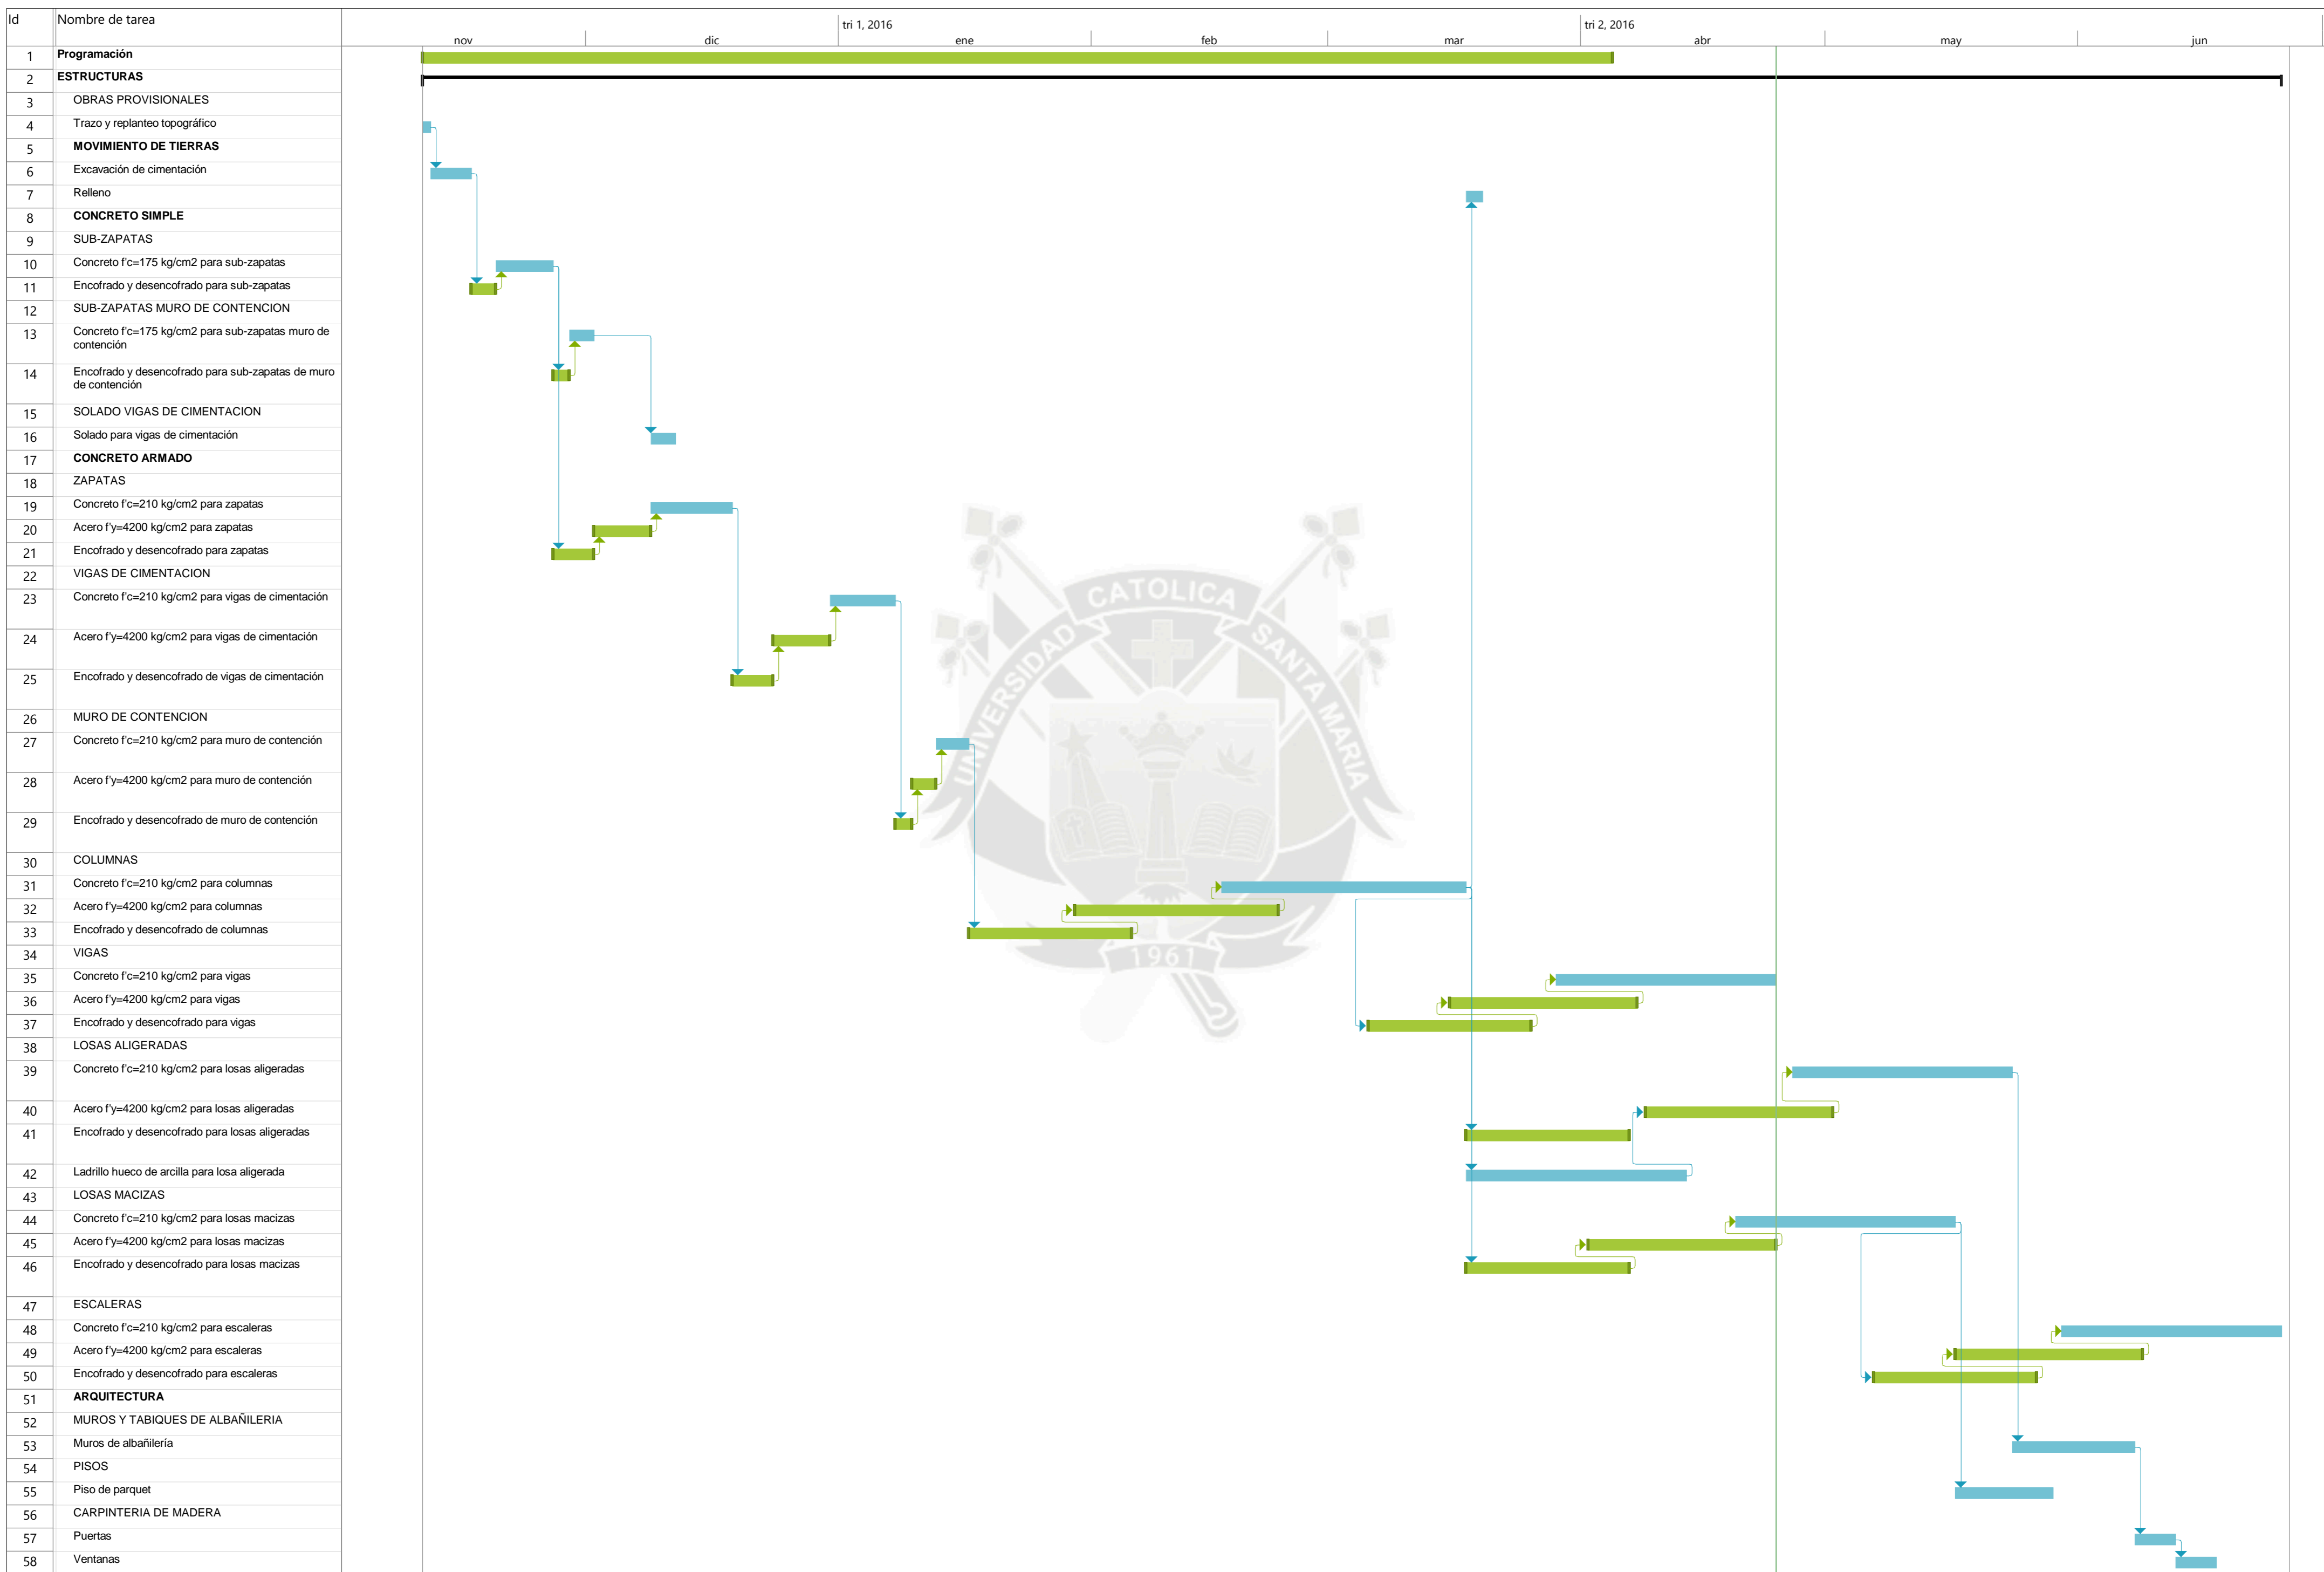 Id Nombre de tarea
tri 1, 2016 tri 2, 2016
nov dic ene feb mar abr may jun
1 Programación
2 ESTRUCTURAS
3 OBRAS PROVISIONALES
4 Trazo y replanteo topográfico
5 MOVIMIENTO DE TIERRAS
6 Excavación de cimentación
7 Relleno
8 CONCRETO SIMPLE
9 SUB-ZAPATAS
10 Concreto f'c=175 kg/cm2 para sub-zapatas
11 Encofrado y desencofrado para sub-zapatas
12 SUB-ZAPATAS MURO DE CONTENCION
13 Concreto f'c=175 kg/cm2 para sub-zapatas muro de
contención
14 Encofrado y desencofrado para sub-zapatas de muro
de contención
15 SOLADO VIGAS DE CIMENTACION
16 Solado para vigas de cimentación
17 CONCRETO ARMADO
18 ZAPATAS
19 Concreto f'c=210 kg/cm2 para zapatas
20 Acero f'y=4200 kg/cm2 para zapatas
21 Encofrado y desencofrado para zapatas
22 VIGAS DE CIMENTACION
23 Concreto f'c=210 kg/cm2 para vigas de cimentación
24 Acero f'y=4200 kg/cm2 para vigas de cimentación
25 Encofrado y desencofrado de vigas de cimentación
26 MURO DE CONTENCION
27 Concreto f'c=210 kg/cm2 para muro de contención
28 Acero f'y=4200 kg/cm2 para muro de contención
29 Encofrado y desencofrado de muro de contención
30 COLUMNAS
31 Concreto f'c=210 kg/cm2 para columnas
32 Acero f'y=4200 kg/cm2 para columnas
33 Encofrado y desencofrado de columnas
34 VIGAS
35 Concreto f'c=210 kg/cm2 para vigas
36 Acero f'y=4200 kg/cm2 para vigas
37 Encofrado y desencofrado para vigas
38 LOSAS ALIGERADAS
39 Concreto f'c=210 kg/cm2 para losas aligeradas
40 Acero f'y=4200 kg/cm2 para losas aligeradas
41 Encofrado y desencofrado para losas aligeradas
42 Ladrillo hueco de arcilla para losa aligerada
43 LOSAS MACIZAS
44 Concreto f'c=210 kg/cm2 para losas macizas
45 Acero f'y=4200 kg/cm2 para losas macizas
46 Encofrado y desencofrado para losas macizas
47 ESCALERAS
48 Concreto f'c=210 kg/cm2 para escaleras
49 Acero f'y=4200 kg/cm2 para escaleras
50 Encofrado y desencofrado para escaleras
51 ARQUITECTURA
52 MUROS Y TABIQUES DE ALBAÑILERIA
53 Muros de albañilería
54 PISOS
55 Piso de parquet
56 CARPINTERIA DE MADERA
57 Puertas
58 Ventanas
UNIVERSIDAD CATOLICA SANTA MARIA
1961